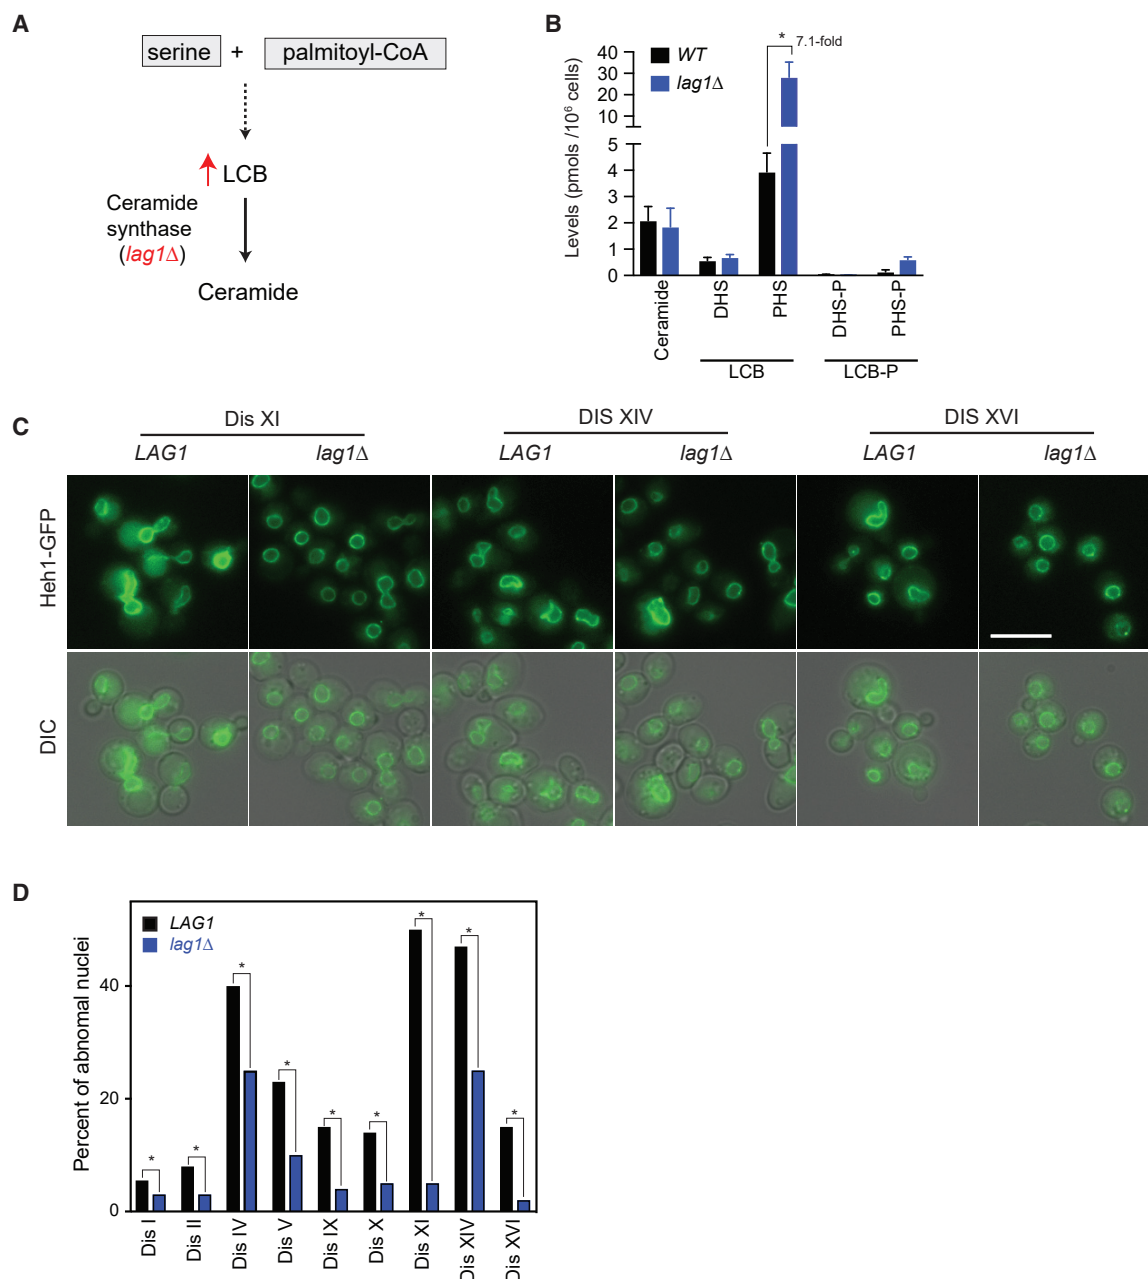 A
serine + palmitoyl-CoA
LCB
Ceramide
synthase
(lag1Δ)
Ceramide
B
Levels (pmols /10⁶ cells)
40
30
20
10
5
4
3
2
1
0
WT
lag1Δ
* 7.1-fold
Ceramide
DHS
PHS
DHS-P
PHS-P
LCB
LCB-P
C
Dis XI
DIS XIV
DIS XVI
LAG1
lag1Δ
LAG1
lag1Δ
LAG1
lag1Δ
Heh1-GFP
DIC
D
Percent of abnomal nuclei
40
20
0
LAG1
lag1Δ
*
*
*
*
*
*
*
*
*
Dis I
Dis II
Dis IV
Dis V
Dis IX
Dis X
Dis XI
Dis XIV
Dis XVI